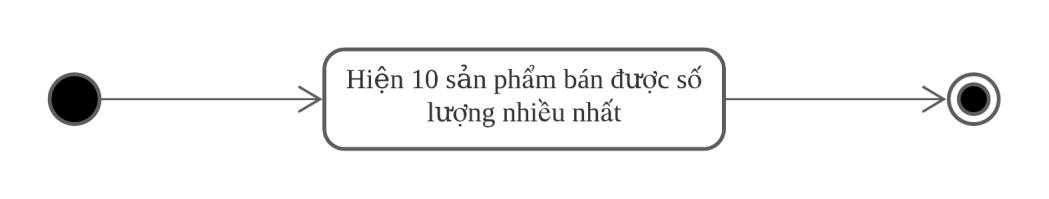 Hiện 10 sản phẩm bán được số
lượng nhiều nhất